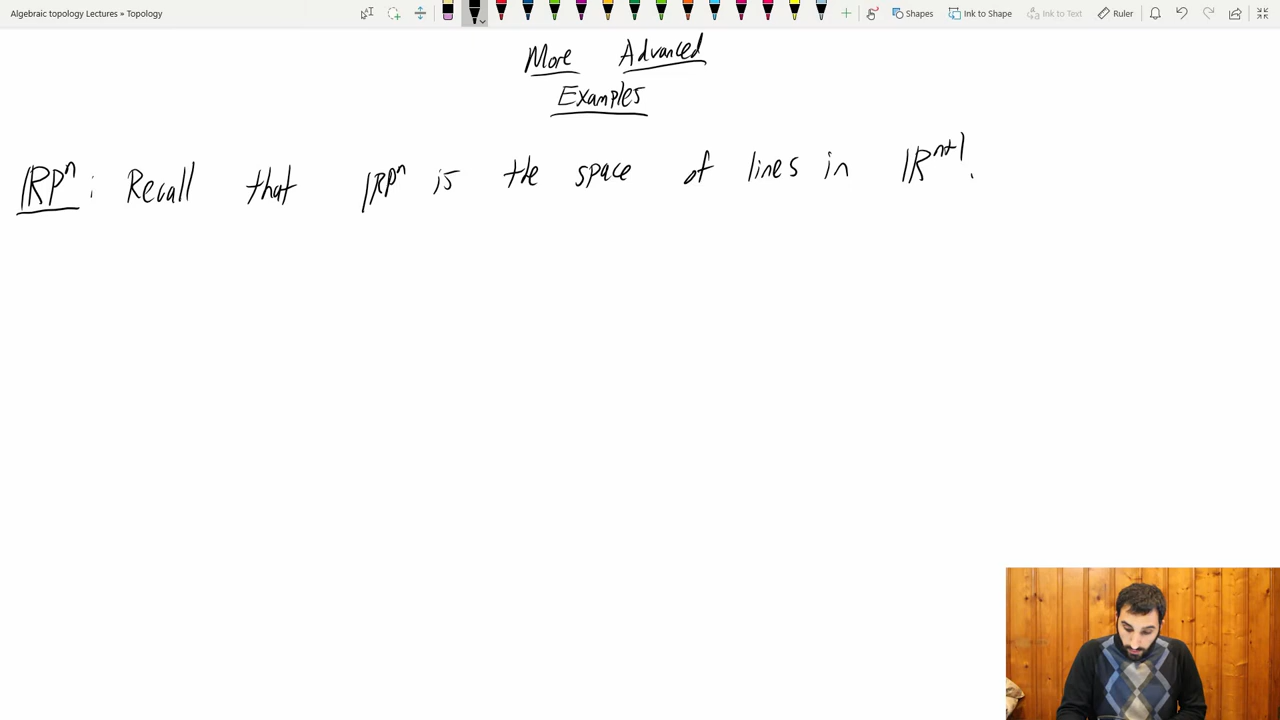 Algebraic topology Lectures » Topology
Shapes Ink to Shape Ink to Text Ruler
More Advanced
Examples
ℝPⁿ: Recall that ℝPⁿ is the space of lines in ℝⁿ⁺¹.